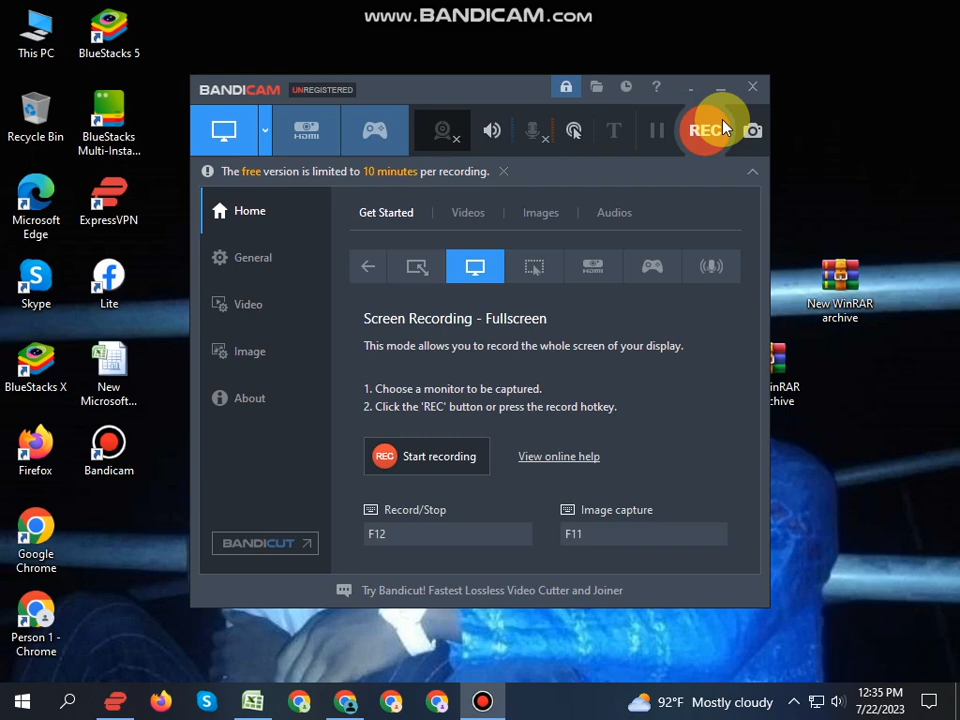 www.BANDICAM.com
This PC
BlueStacks 5
Recycle Bin
BlueStacks
Multi-Insta...
Microsoft
Edge
ExpressVPN
Skype
Lite
BlueStacks X
New
Microsoft...
Firefox
Bandicam
Google
Chrome
Person 1 -
Chrome
BANDICAM UNREGISTERED
REC
The free version is limited to 10 minutes per recording.
Home
General
Video
Image
About
BANDICUT
Get Started
Videos
Images
Audios
HDMI
Screen Recording - Fullscreen
This mode allows you to record the whole screen of your display.
1. Choose a monitor to be captured.
2. Click the 'REC' button or press the record hotkey.
REC Start recording
View online help
Record/Stop
Image capture
F12
F11
Try Bandicut! Fastest Lossless Video Cutter and Joiner
New WinRAR
archive
inRAR
chive
92°F Mostly cloudy
12:35 PM
7/22/2023